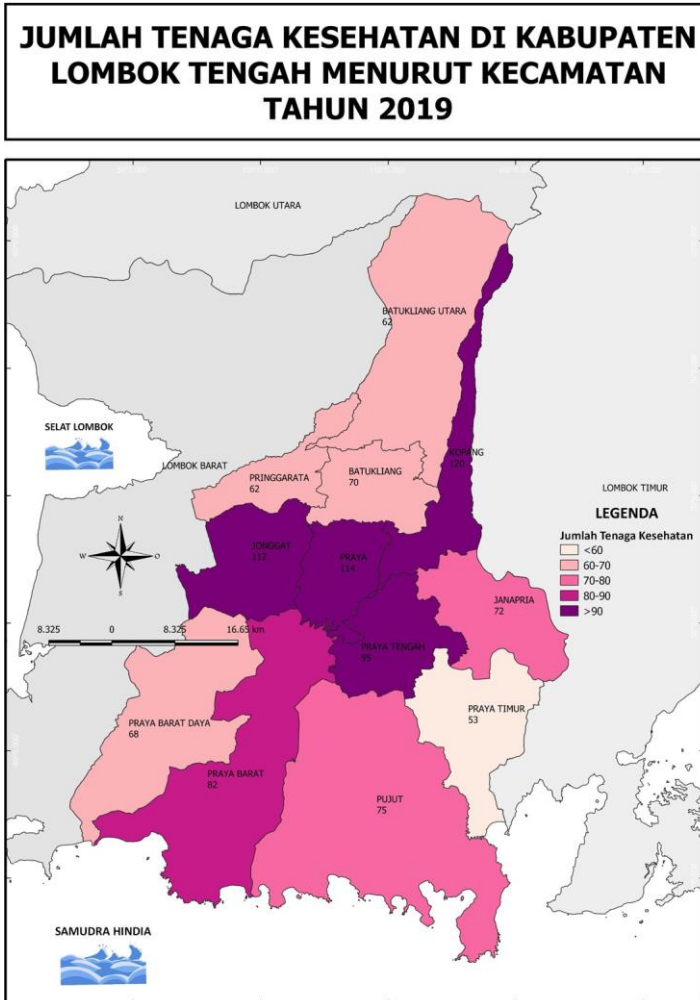 JUMLAH TENAGA KESEHATAN DI KABUPATEN
LOMBOK TENGAH MENURUT KECAMATAN
TAHUN 2019
LOMBOK UTARA
BATUKLIANG UTARA
62
SELAT LOMBOK
LOMBOK BARAT
PRINGGARATA
62
BATUKLIANG
70
KOPANG
120
LOMBOK TIMUR
LEGENDA
Jumlah Tenaga Kesehatan
<60
60-70
70-80
80-90
>90
N
W
O
S
JONGGAT
112
PRAYA
114
JANAPRIA
72
8.325 0 8.325 16.65 km
PRAYA TENGAH
95
PRAYA TIMUR
53
PRAYA BARAT DAYA
68
PRAYA BARAT
82
PUJUT
75
SAMUDRA HINDIA